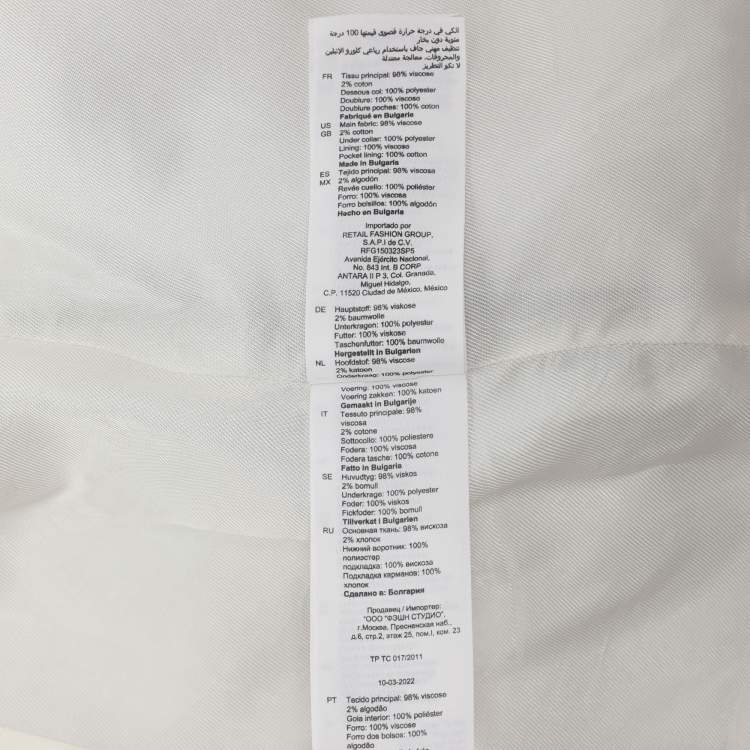 الكي في درجة حرارة قصوى قيمتها 100 درجة
مئوية دون بخار
تنظيف مهني جاف باستخدام رباعي كلورو الإتيلين
والمحروقات. معالجة معتدلة
لا تكو التطريز
FR Tissu principal: 98% viscose
2% coton
Dessous col: 100% polyester
Doublure: 100% viscose
Doublure poches: 100% coton
Fabriqué en Bulgarie
US Main fabric: 98% viscose
GB 2% cotton
Under collar: 100% polyester
Lining: 100% viscose
Pocket lining: 100% cotton
Made in Bulgaria
ES Tejido principal: 98% viscosa
MX 2% algodón
Revés cuello: 100% poliéster
Forro: 100% viscosa
Forro bolsillos: 100% algodón
Hecho en Bulgaria
Importado por
RETAIL FASHION GROUP,
S.A.P.I de C.V.
RFG150323SP5
Avenida Ejército Nacional,
No. 843 Int. B CORP
ANTARA II P 3, Col. Granada,
Miguel Hidalgo,
C.P. 11520 Ciudad de México, México
DE Hauptstoff: 98% viskose
2% baumwolle
Unterkragen: 100% polyester
Futter: 100% viskose
Taschenfutter: 100% baumwolle
Hergestellt in Bulgarien
NL Hoofdstof: 98% viscose
2% katoen
Onderkraag: 100% polyester
Voering: 100% viscose
Voering zakken: 100% katoen
Gemaakt in Bulgarije
IT Tessuto principale: 98%
viscosa
2% cotone
Sottocollo: 100% poliestere
Fodera: 100% viscosa
Fodera tasche: 100% cotone
Fatto in Bulgaria
SE Huvudtyg: 98% viskos
2% bomull
Underkrage: 100% polyester
Foder: 100% viskos
Fickfoder: 100% bomull
Tillverkat i Bulgarien
RU Основная ткань: 98% вискоза
2% хлопок
Нижний воротник: 100%
полиэстер
подкладка: 100% вискоза
Подкладка карманов: 100%
хлопок
Сделано в: Болгария
Продавец / Импортер:
"ООО "ФЭШН СТУДИО",
г.Москва, Пресненская наб.,
д.6, стр.2, этаж 25, пом.I, ком. 23
ТР ТС 017/2011
10-03-2022
PT Tecido principal: 98% viscose
2% algodão
Gola interior: 100% poliéster
Forro: 100% viscose
Forro dos bolsos: 100%
algodão